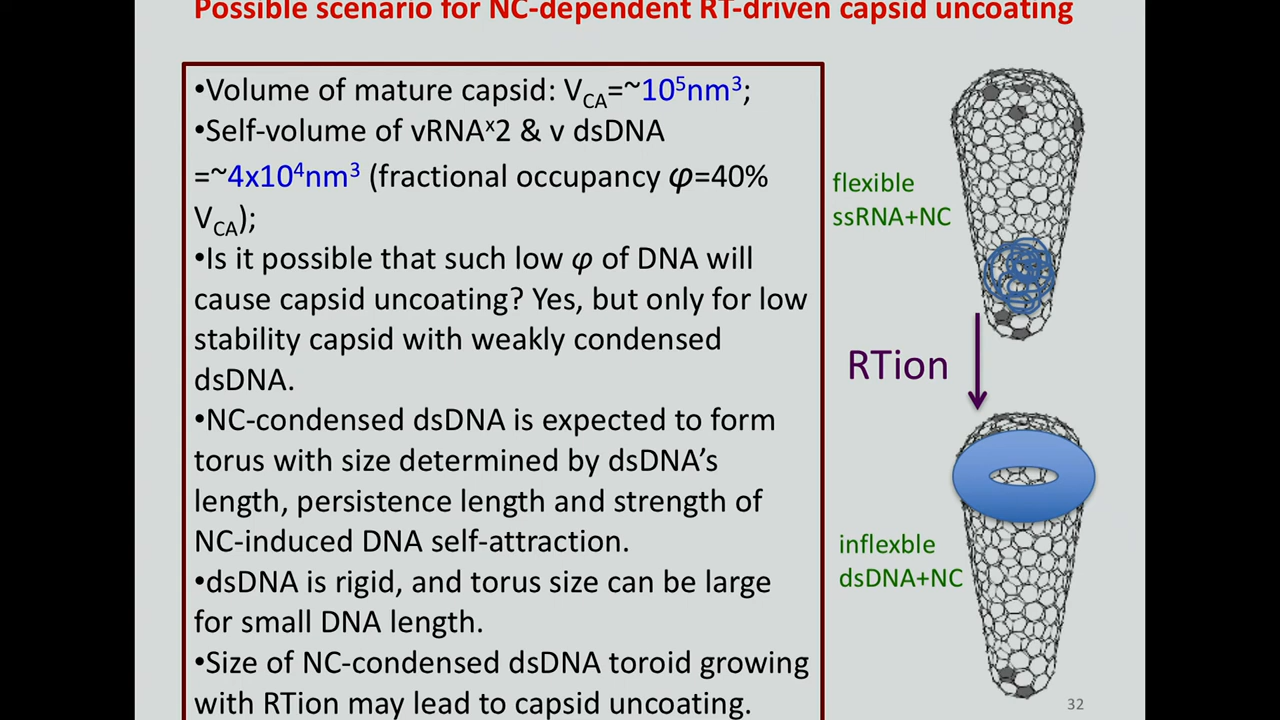 Possible scenario for NC-dependent RT-driven capsid uncoating
•Volume of mature capsid: V_CA=~10⁵nm³;
•Self-volume of vRNAˣ2 & v dsDNA
=~4x10⁴nm³ (fractional occupancy φ=40%
V_CA);
•Is it possible that such low φ of DNA will
cause capsid uncoating? Yes, but only for low
stability capsid with weakly condensed
dsDNA.
•NC-condensed dsDNA is expected to form
torus with size determined by dsDNA’s
length, persistence length and strength of
NC-induced DNA self-attraction.
•dsDNA is rigid, and torus size can be large
for small DNA length.
•Size of NC-condensed dsDNA toroid growing
with RTion may lead to capsid uncoating.
flexible
ssRNA+NC
RTion
inflexble
dsDNA+NC
32